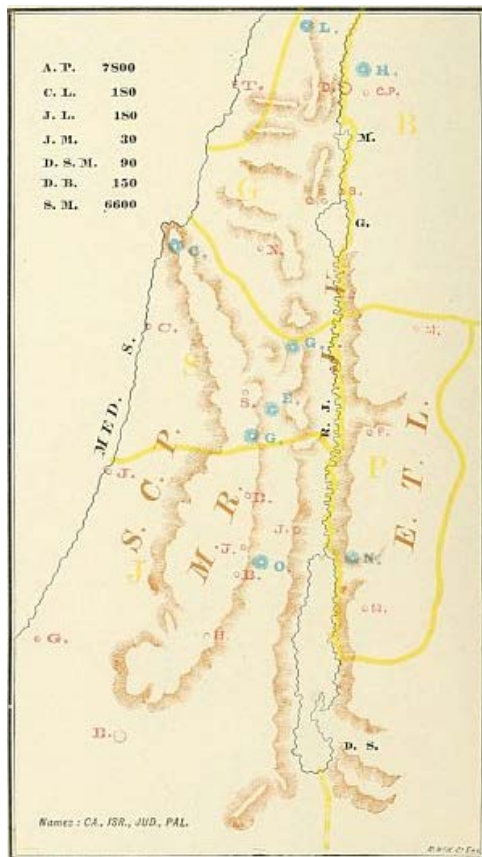 A. P. 7800
C. L. 180
J. L. 180
J. M. 30
D. S. M. 90
D. B. 150
S. M. 6600
L.
H.
T.
D.
C.P.
B
M.
G
B.
G.
N.
C.
J.
C.
S
G.
M.
MED. S.
S.
E.
R. J.
G.
P.
P
E. T. L.
J.
S. C. P.
B.
M R.
J.
J.
B.
O.
N.
J
M.
G.
H.
B.
D. S.
Names: CA., ISR., JUD., PAL.